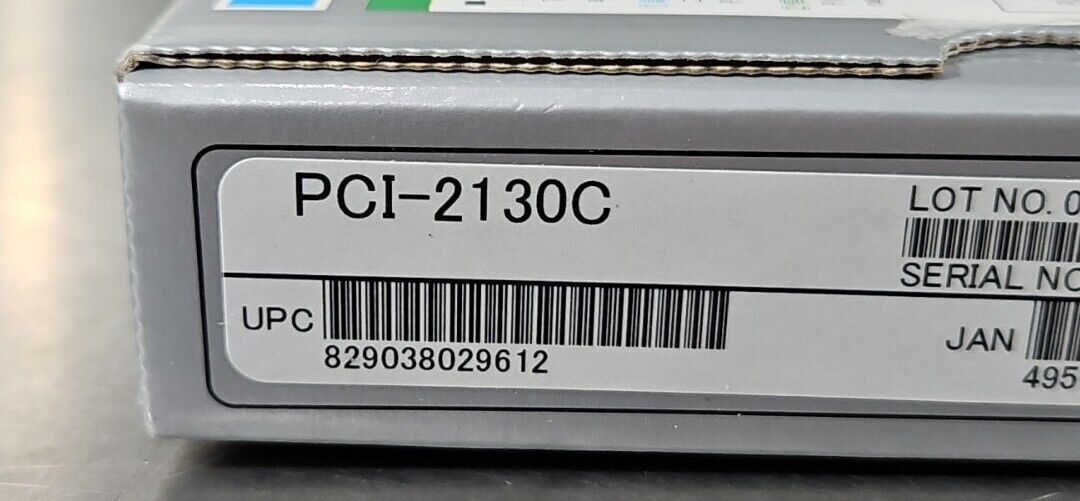 PCI-2130C
LOT NO. 0
SERIAL NO
UPC
829038029612
JAN
495